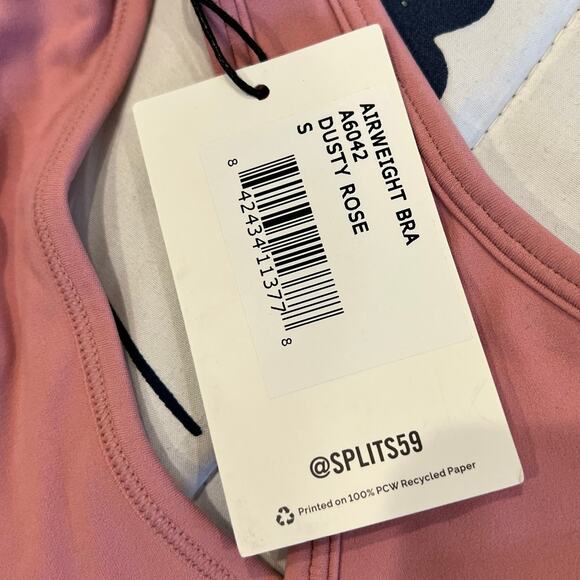 AIRWEIGHT BRA
A6042
DUSTY ROSE
S
8 42434 11377 8
@SPLITS59
Printed on 100% PCW Recycled Paper